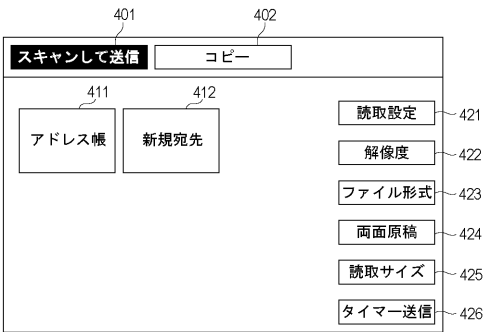 401
402
スキャンして送信
コピー
411
412
アドレス帳
新規宛先
読取設定
421
解像度
422
ファイル形式
423
両面原稿
424
読取サイズ
425
タイマー送信
426